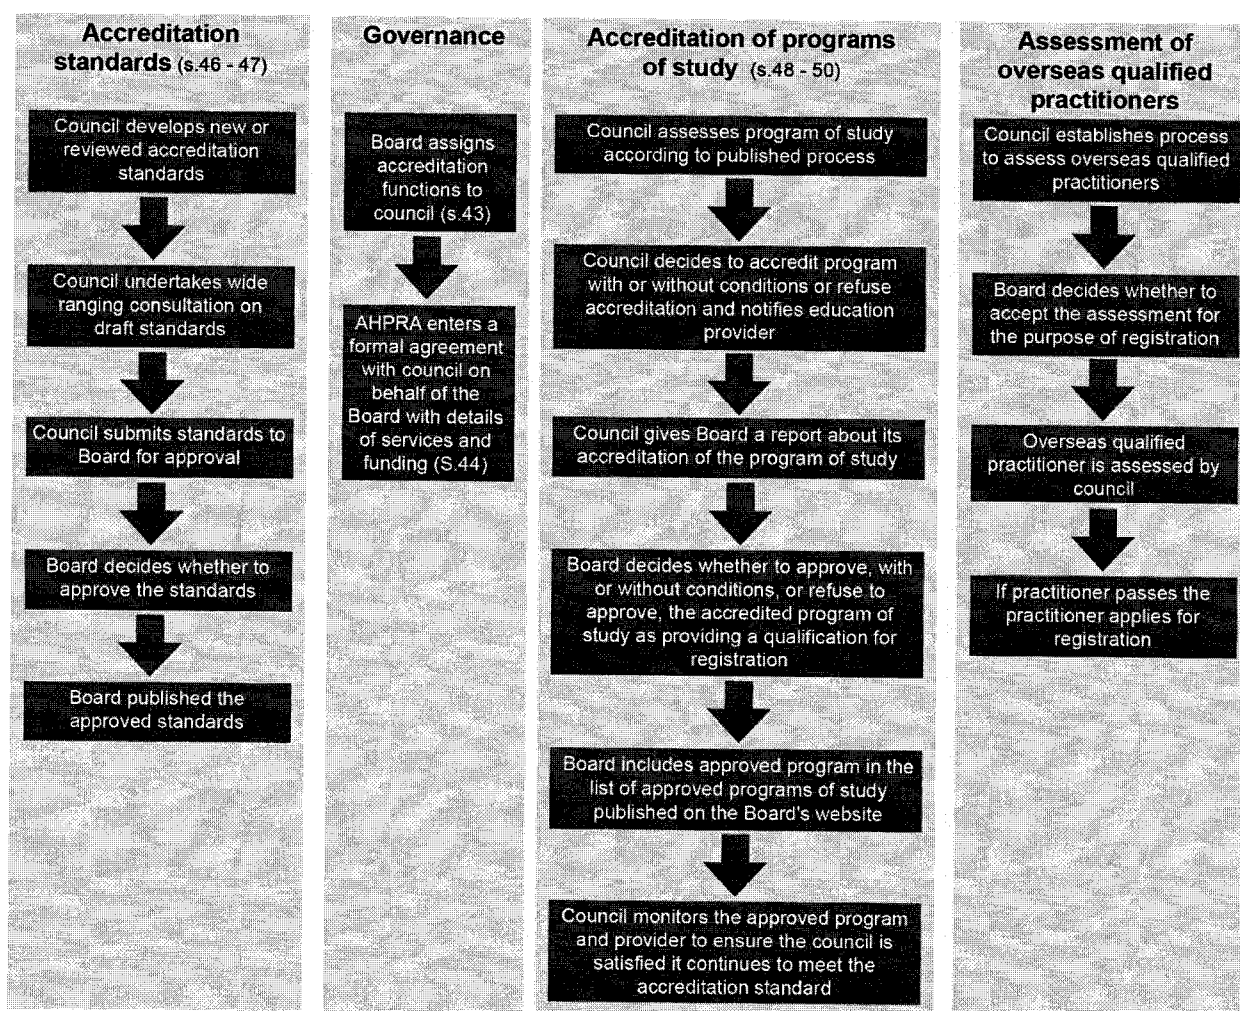 Accreditation
standards (s.46 - 47)
Council develops new or
reviewed accreditation
standards
Council undertakes wide
ranging consultation on
draft standards
Council submits standards to
Board for approval
Board decides whether to
approve the standards
Board published the
approved standards
Governance
Board assigns
accreditation
functions to
council (s.43)
AHPRA enters a
formal agreement
with council on
behalf of the
Board with details
of services and
funding (S.44)
Accreditation of programs
of study (s.48 - 50)
Council assesses program of study
according to published process
Council decides to accredit program
with or without conditions or refuse
accreditation and notifies education
provider
Council gives Board a report about its
accreditation of the program of study
Board decides whether to approve, with
or without conditions, or refuse to
approve, the accredited program of
study as providing a qualification for
registration
Board includes approved program in the
list of approved programs of study
published on the Board's website
Council monitors the approved program
and provider to ensure the council is
satisfied it continues to meet the
accreditation standard
Assessment of
overseas qualified
practitioners
Council establishes process
to assess overseas qualified
practitioners
Board decides whether to
accept the assessment for
the purpose of registration
Overseas qualified
practitioner is assessed by
council
If practitioner passes the
practitioner applies for
registration